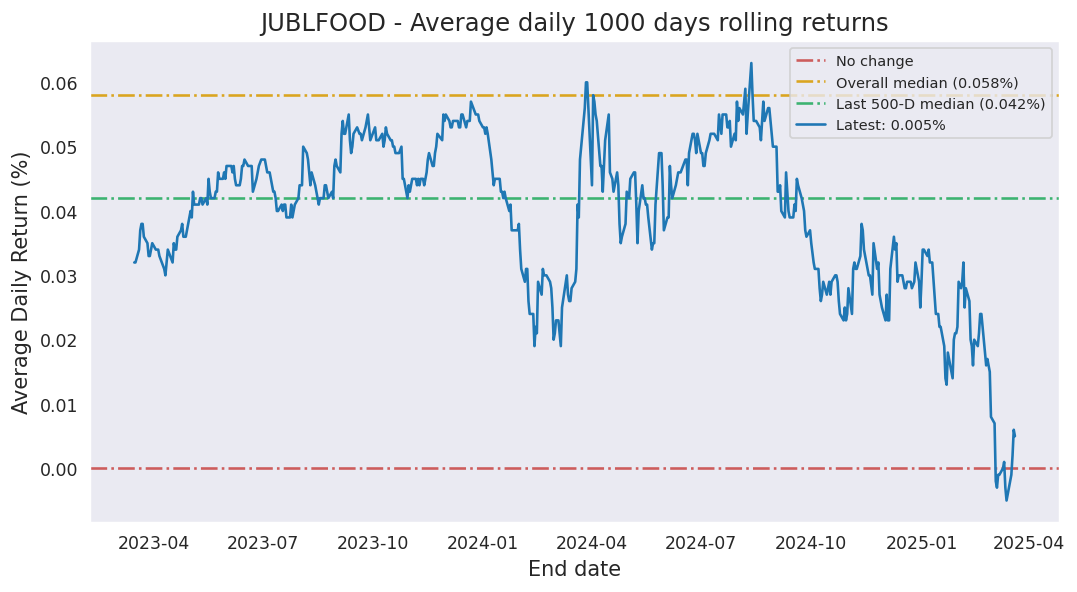 JUBLFOOD - Average daily 1000 days rolling returns
No change
Overall median (0.058%)
Last 500-D median (0.042%)
Latest: 0.005%
Average Daily Return (%)
0.06
0.05
0.04
0.03
0.02
0.01
0.00
2023-04 2023-07 2023-10 2024-01 2024-04 2024-07 2024-10 2025-01 2025-04
End date